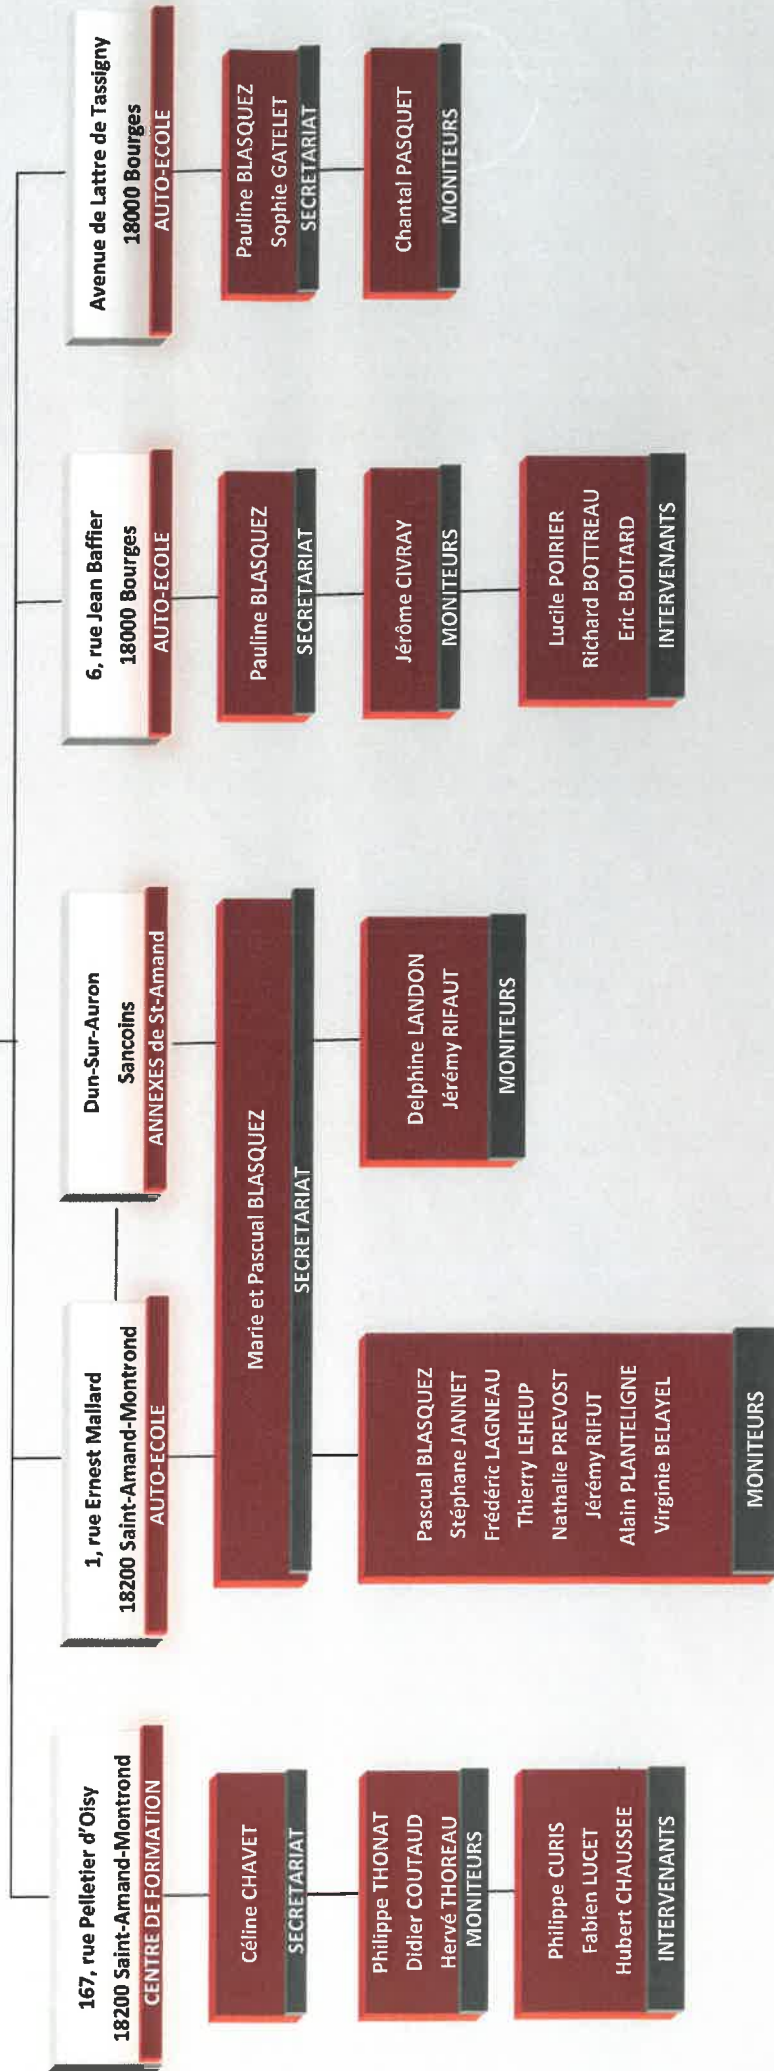 167, rue Pelletier d'Oisy
18200 Saint-Amand-Montrond
CENTRE DE FORMATION
Céline CHAVET
SECRETARIAT
Philippe THONAT
Didier COUTAUD
Hervé THOREAU
MONITEURS
Philippe CURIS
Fabien LUCET
Hubert CHAUSSEE
INTERVENANTS
1, rue Ernest Mallard
18200 Saint-Amand-Montrond
AUTO-ECOLE
Dun-Sur-Auron
Sancoins
ANNEXES de St-Amand
Marie et Pascual BLASQUEZ
SECRETARIAT
Pascual BLASQUEZ
Stéphane JANNET
Frédéric LAGNEAU
Thierry LEHEUP
Nathalie PREVOST
Jérémy RIFUT
Alain PLANTELIGNE
Virginie BELAYEL
MONITEURS
Delphine LANDON
Jérémy RIFAUT
MONITEURS
6, rue Jean Baffier
18000 Bourges
AUTO-ECOLE
Pauline BLASQUEZ
SECRETARIAT
Jérôme CIVRAY
MONITEURS
Lucile POIRIER
Richard BOTTREAU
Eric BOITARD
INTERVENANTS
Avenue de Lattre de Tassigny
18000 Bourges
AUTO-ECOLE
Pauline BLASQUEZ
Sophie GATELET
SECRETARIAT
Chantal PASQUET
MONITEURS